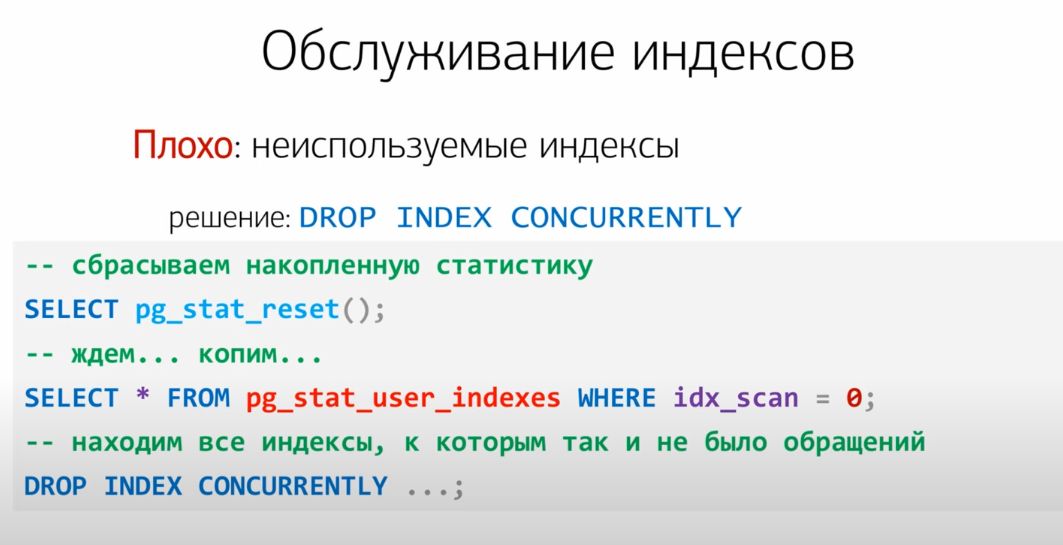 Обслуживание индексов
Плохо: неиспользуемые индексы
решение: DROP INDEX CONCURRENTLY
-- сбрасываем накопленную статистику
SELECT pg_stat_reset();
-- ждем... копим...
SELECT * FROM pg_stat_user_indexes WHERE idx_scan = 0;
-- находим все индексы, к которым так и не было обращений
DROP INDEX CONCURRENTLY ...;